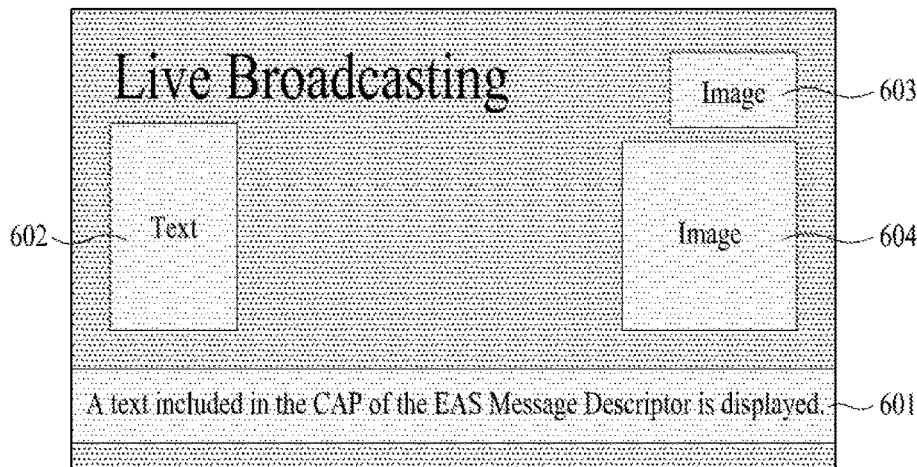 Live Broadcasting
Image
603
Text
602
Image
604
A text included in the CAP of the EAS Message Descriptor is displayed.
601